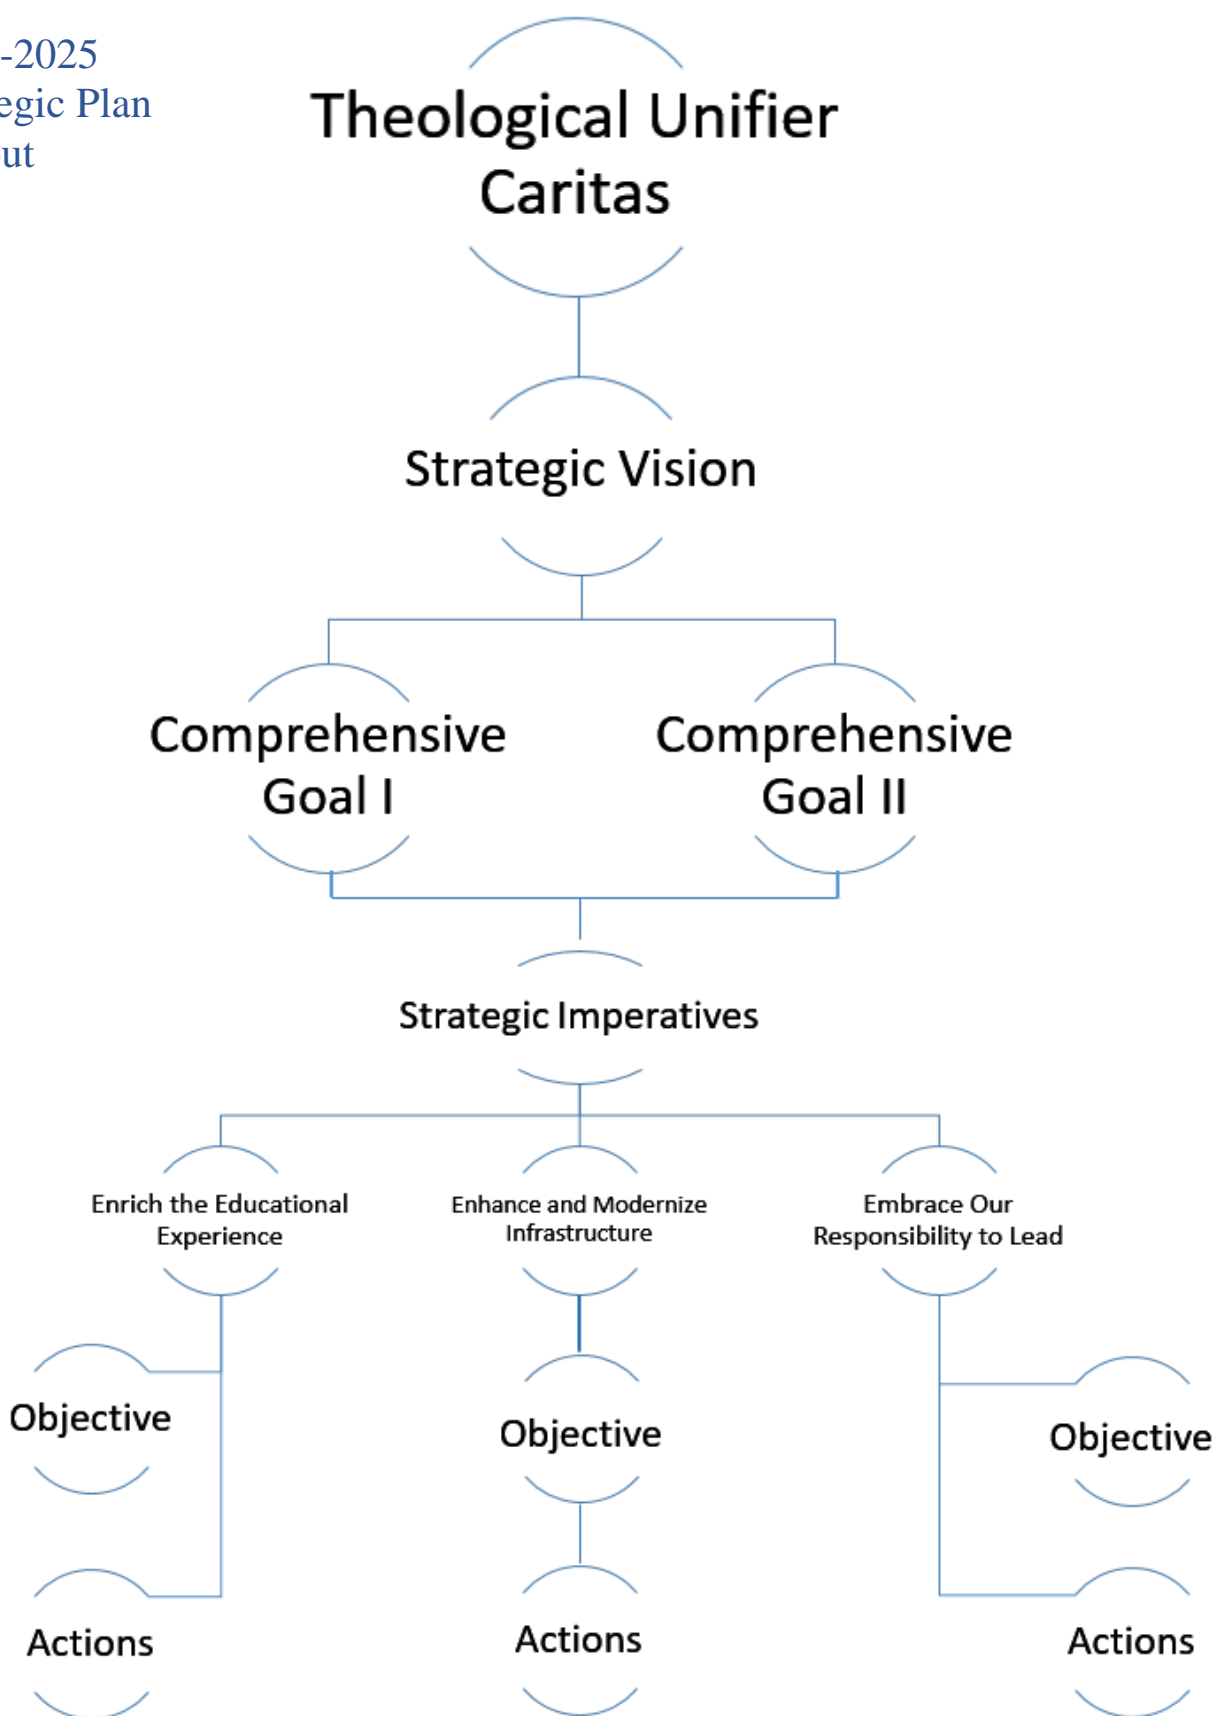 -2025
egic Plan
out
Theological Unifier
Caritas
Strategic Vision
Comprehensive
Goal I
Comprehensive
Goal II
Strategic Imperatives
Enrich the Educational
Experience
Enhance and Modernize
Infrastructure
Embrace Our
Responsibility to Lead
Objective
Objective
Objective
Actions
Actions
Actions